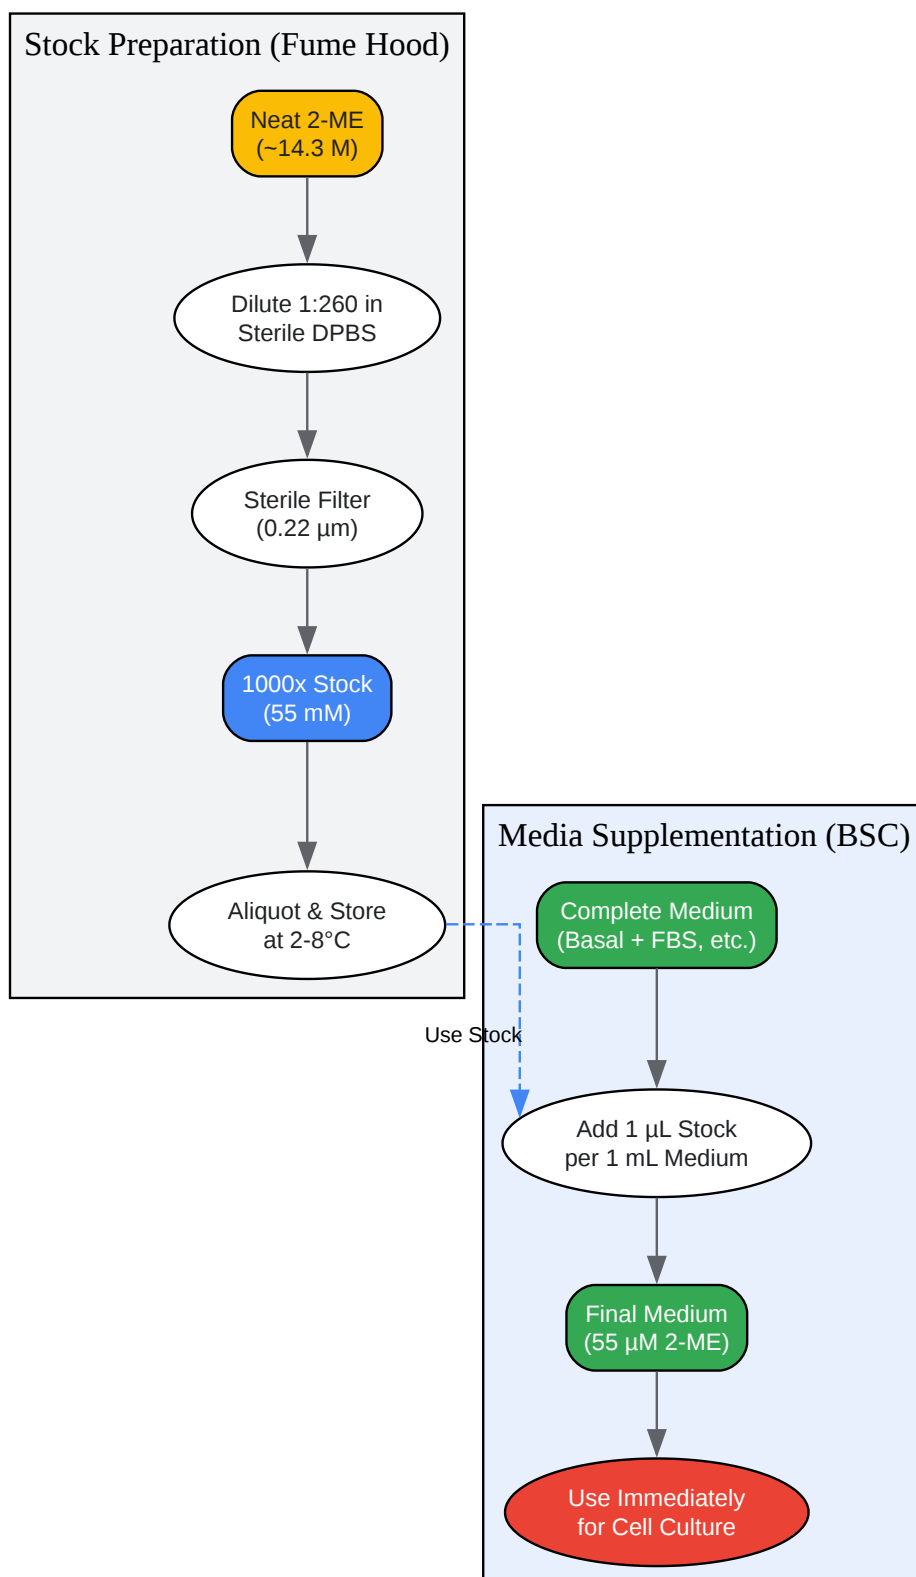 Stock Preparation (Fume Hood)
Neat 2-ME
(~14.3 M)
Dilute 1:260 in
Sterile DPBS
Sterile Filter
(0.22 µm)
1000x Stock
(55 mM)
Aliquot & Store
at 2-8°C
Use Stock
Media Supplementation (BSC)
Complete Medium
(Basal + FBS, etc.)
Add 1 µL Stock
per 1 mL Medium
Final Medium
(55 µM 2-ME)
Use Immediately
for Cell Culture